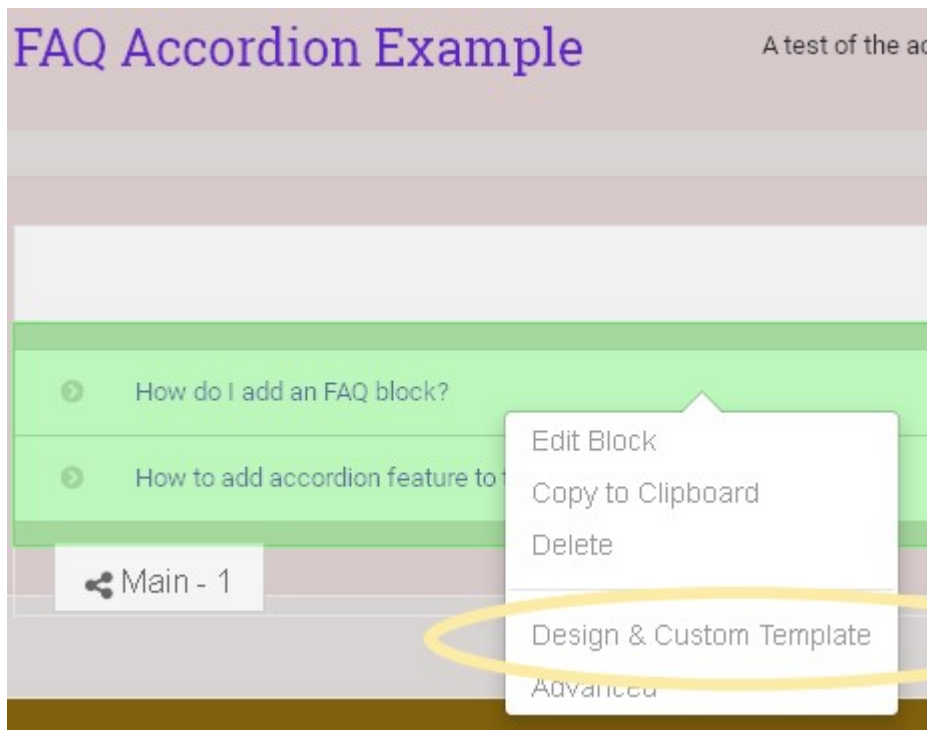 FAQ Accordion Example
A test of the
How do I add an FAQ block?
How to add accordion feature to
Edit Block
Copy to Clipboard
Delete
Main - 1
Design & Custom Template
Advanced